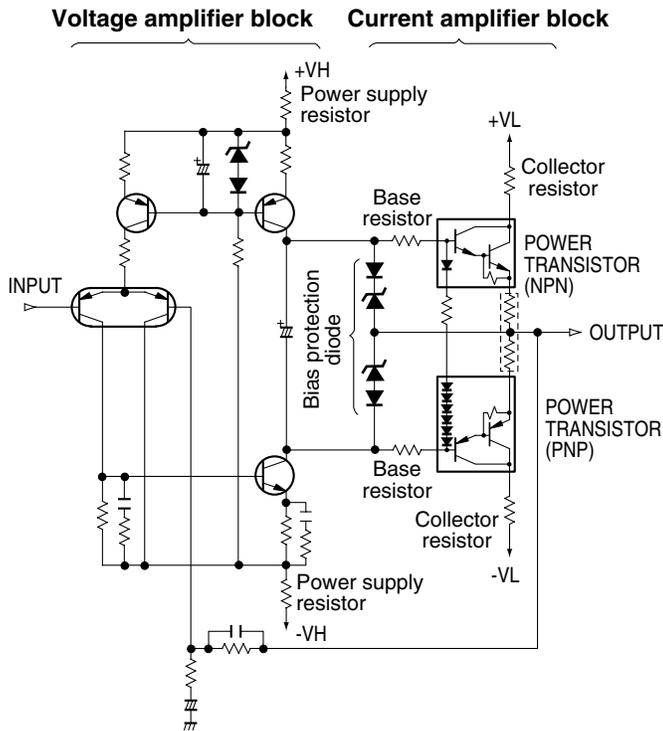 Voltage amplifier block
Current amplifier block
+VH
Power supply
resistor
+VL
Collector
resistor
Base
resistor
POWER
TRANSISTOR
(NPN)
INPUT
+
+
OUTPUT
Bias protection
diode
POWER
TRANSISTOR
(PNP)
Base
resistor
Collector
resistor
-VL
Power supply
resistor
-VH